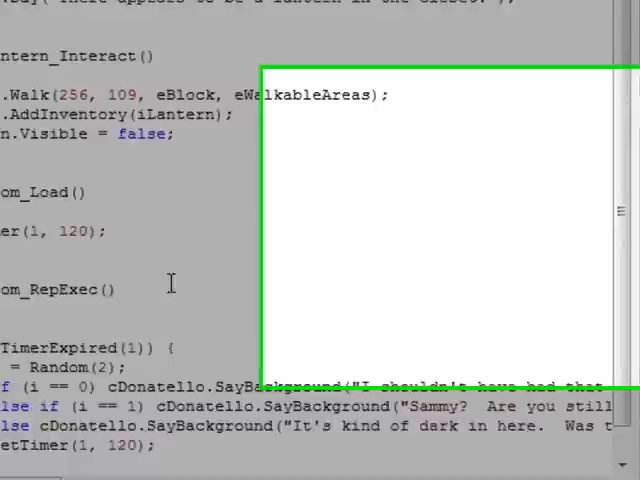 ntern_Interact()
.Walk(256, 109, eBlock, eWalkableAreas);
.AddInventory(iLantern);
n.Visible = false;
om_Load()
er(1, 120);
om_RepExec()
TimerExpired(1)) {
= Random(2);
f (i == 0) cDonatello.SayBackground("I shouldn't have had that
lse if (i == 1) cDonatello.SayBackground("Sammy?  Are you still
lse cDonatello.SayBackground("It's kind of dark in here.  Was t
etTimer(1, 120);